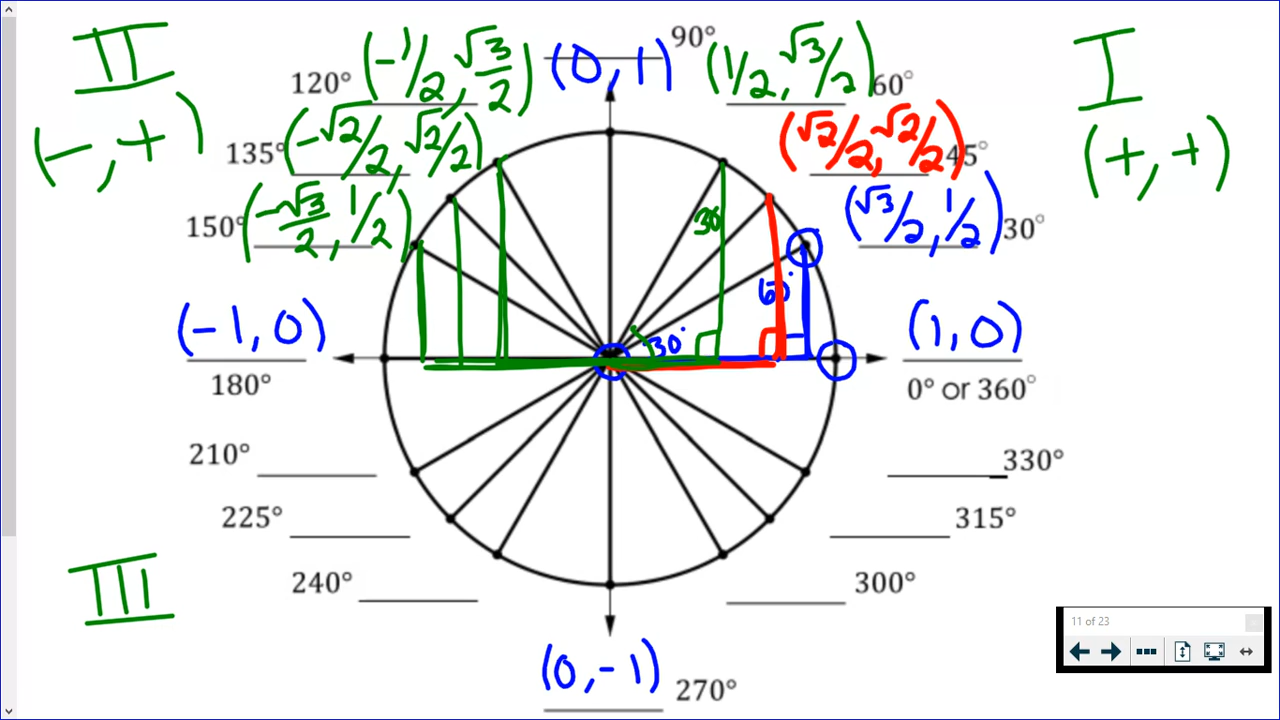 II
(-, +)
I
(+, +)
III
90°
(0, 1)
120° (-1/2, √3/2)
(1/2, √3/2) 60°
135° (-√2/2, √2/2)
(√2/2, √2/2) 45°
150° (-√3/2, 1/2)
(√3/2, 1/2) 30°
30
60°
30°
(-1, 0)
180°
(1, 0)
0° or 360°
210°
330°
225°
315°
240°
300°
(0, -1) 270°
11 of 23